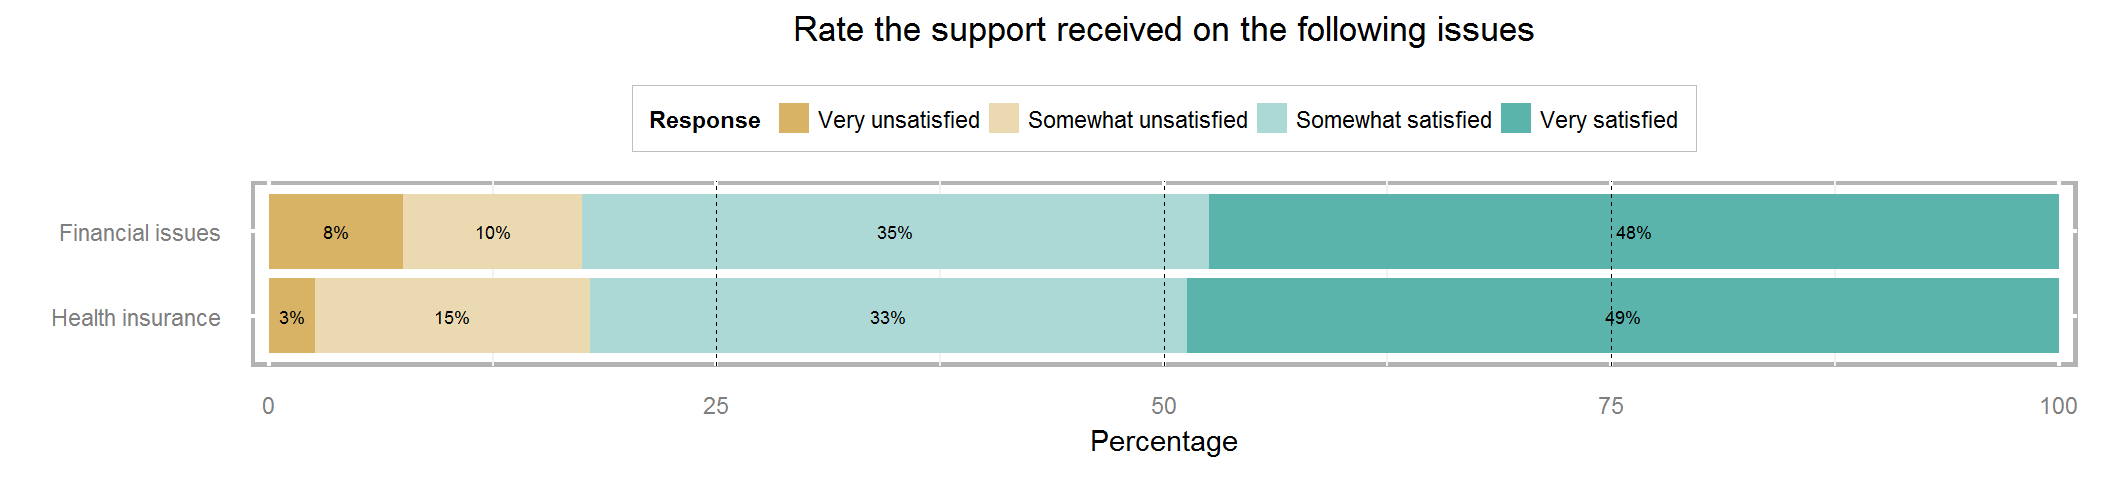 Rate the support received on the following issues
Response Very unsatisfied Somewhat unsatisfied Somewhat satisfied Very satisfied
Financial issues 8% 10% 35% 48%
Health insurance 3% 15% 33% 49%
0 25 50 75 100
Percentage